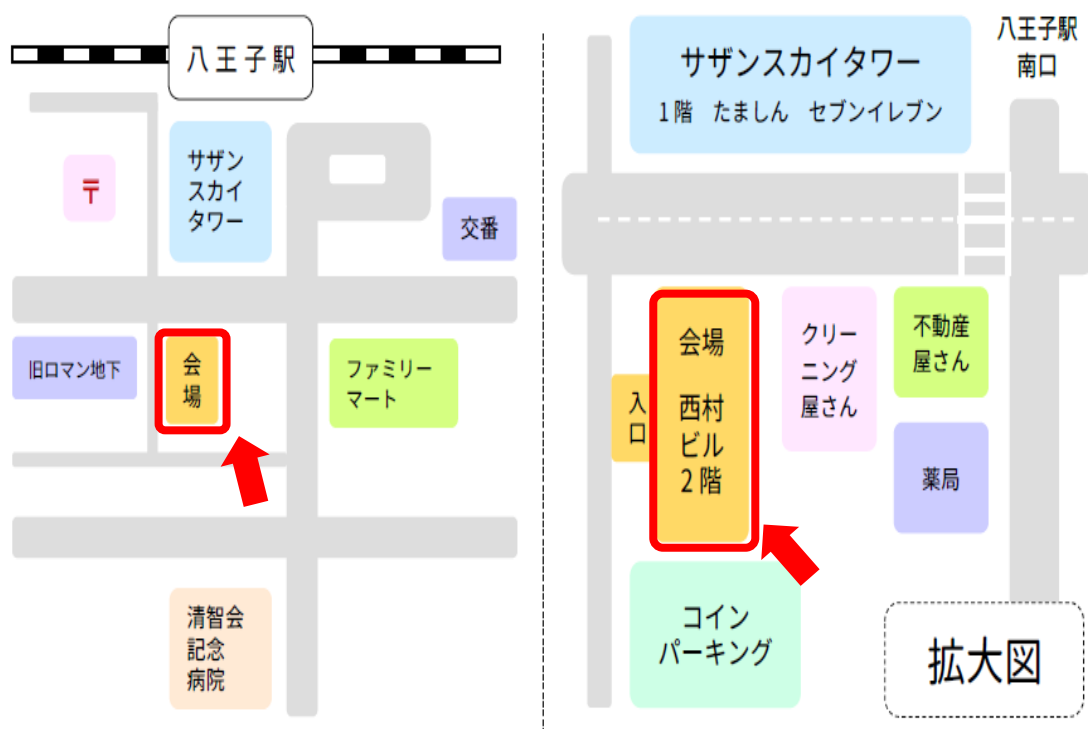 八王子駅
〒
サザン
スカイ
タワー
交番
旧ロマン地下
会
場
ファミリー
マート
清智会
記念
病院
サザンスカイタワー
1階 たましん セブンイレブン
八王子駅
南口
入
口
会場
西村
ビル
2階
クリー
ニング
屋さん
不動産
屋さん
薬局
コイン
パーキング
拡大図